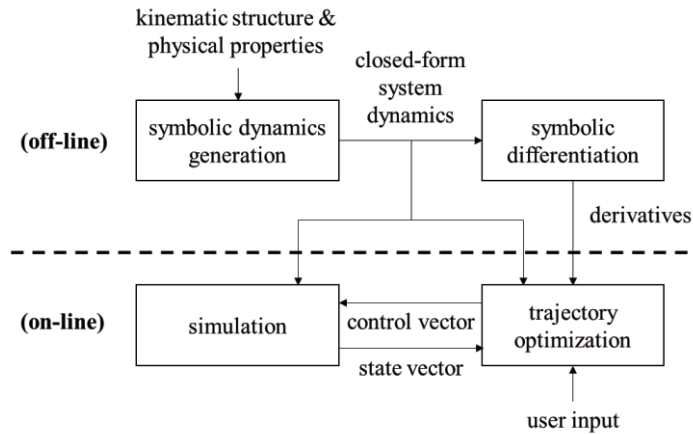 kinematic structure &
physical properties
closed-form
system
dynamics
(off-line)
symbolic dynamics
generation
symbolic
differentiation
derivatives
(on-line)
simulation
control vector
state vector
trajectory
optimization
user input